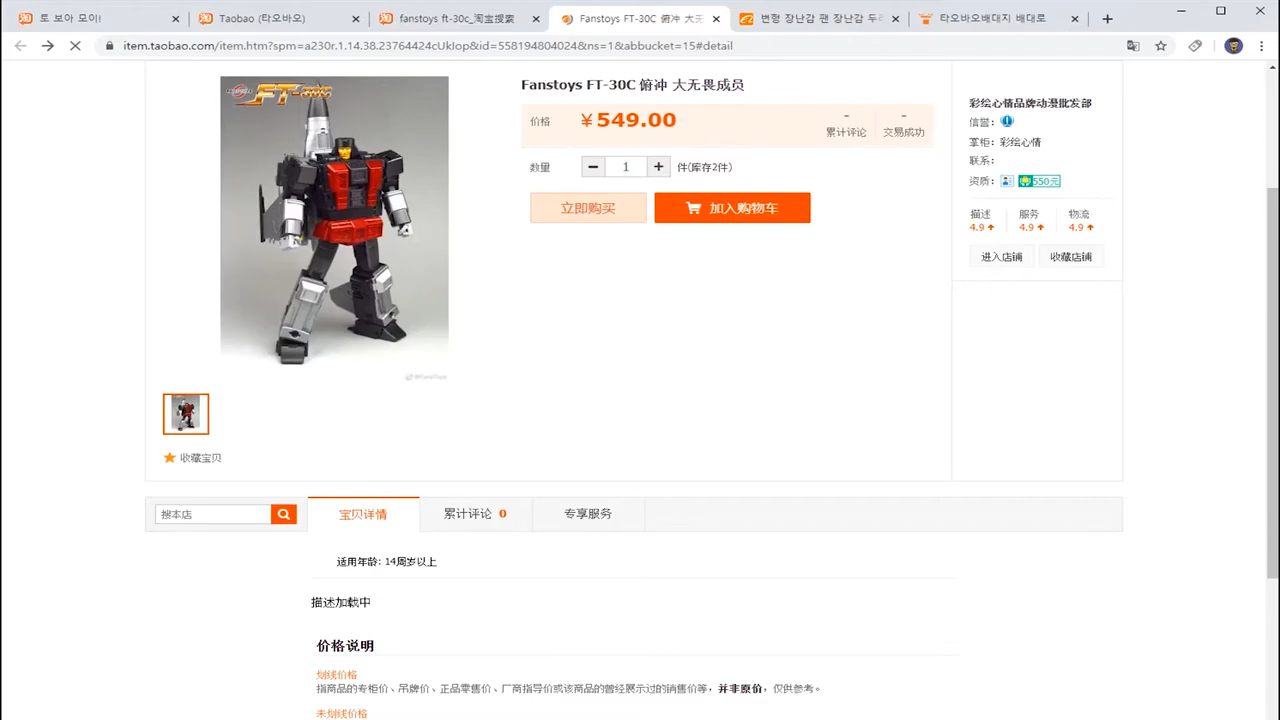 토 보아 모이!
Taobao (타오바오)
fanstoys ft-30c_淘宝搜索
Fanstoys FT-30C 俯冲 大无
변형 장난감 팬 장난감 두
타오바오배대지 배대로
item.taobao.com/item.htm?spm=a230r.1.14.38.23764424cUkIop&id=558194804024&ns=1&abbucket=15#detail
FT-30C
Fanstoys FT-30C 俯冲 大无畏成员
价格
¥549.00
-
累计评论
-
交易成功
数量
1
件(库存2件)
立即购买
加入购物车
彩绘心情品牌动漫批发部
信誉:
掌柜: 彩绘心情
联系:
资质:
550元
描述
服务
物流
4.9
4.9
4.9
进入店铺
收藏店铺
收藏宝贝
搜本店
宝贝详情
累计评论 0
专享服务
适用年龄: 14周岁以上
描述加载中
价格说明
划线价格
指商品的专柜价、吊牌价、正品零售价、厂商指导价或该商品的曾经展示过的销售价等，并非原价，仅供参考。
未划线价格